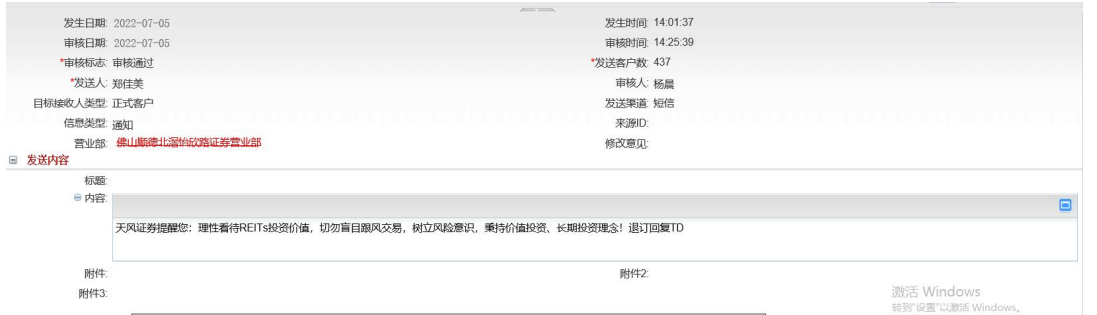 发生日期: 2022-07-05 发生时间: 14:01:37
审核日期: 2022-07-05 审核时间: 14:25:39
*审核标志: 审核通过 *发送客户数: 437
*发送人: 郑佳美 审核人: 杨晨
目标接收人类型: 正式客户 发送渠道: 短信
信息类型: 通知 来源ID:
营业部: 佛山顺德北滘怡欣路证券营业部 修改意见:
发送内容
标题:
内容:
天风证券提醒您：理性看待REITs投资价值，切勿盲目跟风交易，树立风险意识，秉持价值投资、长期投资理念！退订回复TD
附件: 附件2:
附件3:
激活 Windows
转到"设置"以激活 Windows。